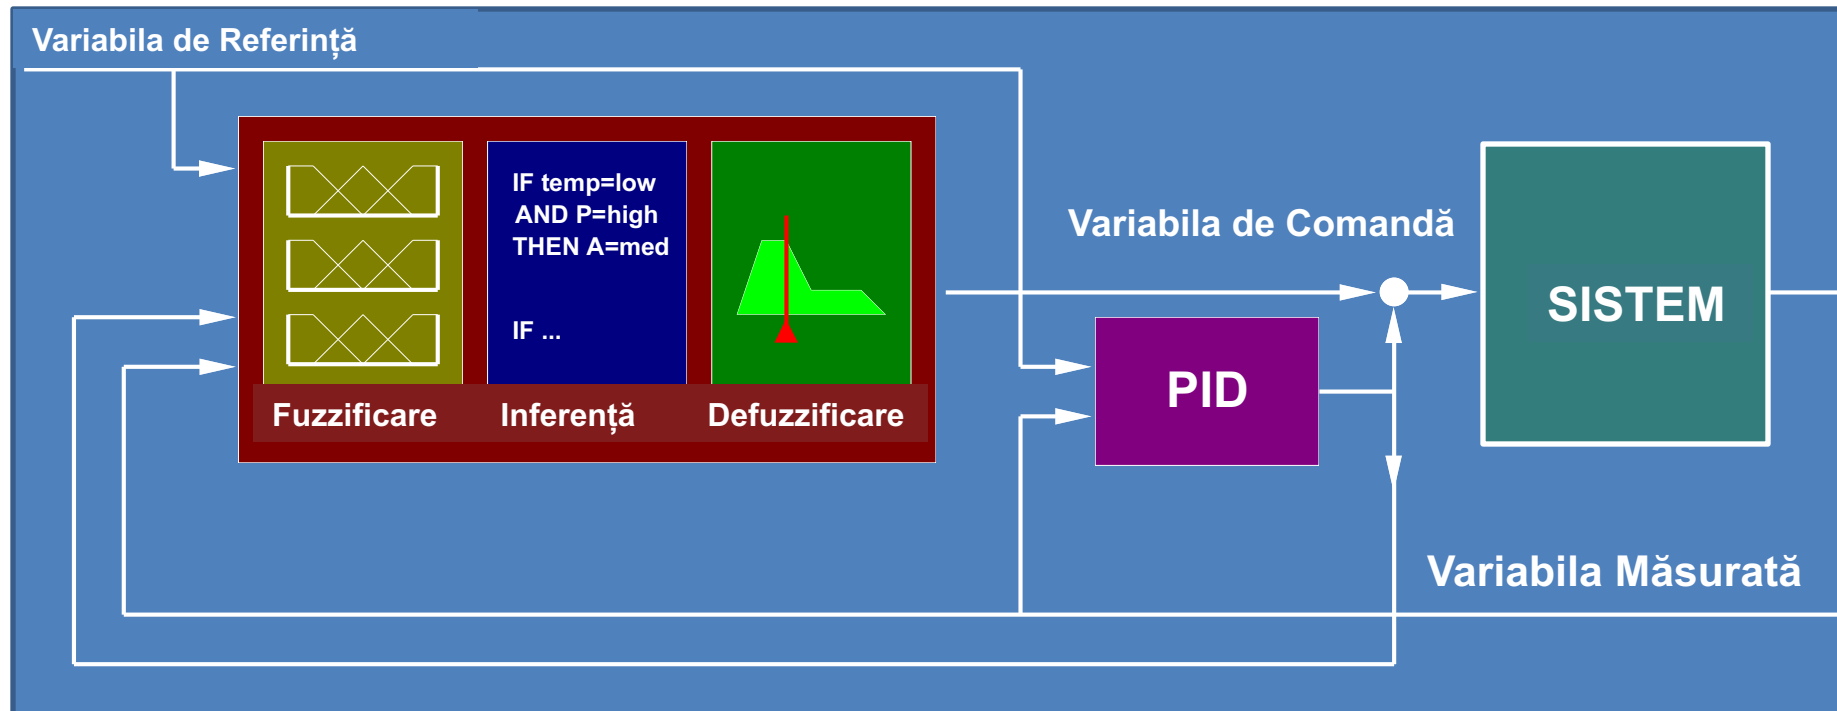 Variabila de Referință
IF temp=low
AND P=high
THEN A=med
IF ...
Fuzzificare
Inferență
Defuzzificare
Variabila de Comandă
PID
SISTEM
Variabila Măsurată